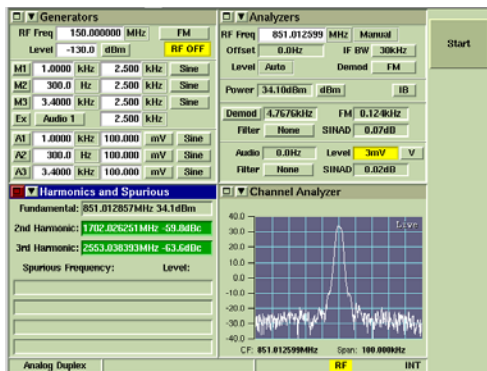 Generators
RF Freq 150.000000 MHz FM
Level -130.0 dBm RF OFF
M1 1.0000 kHz 2.500 kHz Sine
M2 300.0 Hz 2.500 kHz Sine
M3 3.4000 kHz 2.500 kHz Sine
Ex Audio 1 2.500 kHz
A1 1.0000 kHz 100.000 mV Sine
A2 300.0 Hz 100.000 mV Sine
A3 3.4000 kHz 100.000 mV Sine
Analyzers
RF Freq 851.012599 MHz Manual
Offset 0.0Hz IF BW 30kHz
Level Auto Demod FM
Power 34.10dBm dBm IB
Demod 4.7676kHz FM 0.124kHz
Filter None SINAD 0.07dB
Audio 0.0Hz Level 3mV V
Filter None SINAD 0.02dB
Start
Harmonics and Spurious
Fundamental: 851.012857MHz 34.1dBm
2nd Harmonic: 1702.026251MHz -59.8dBc
3rd Harmonic: 2553.038393MHz -63.6dBc
Spurious Frequency: Level:
Channel Analyzer
Live
40.0
30.0
20.0
10.0
0.0
-10.0
-20.0
-30.0
-40.0
CF: 851.012599MHz Span: 100.000kHz
Analog Duplex RF INT